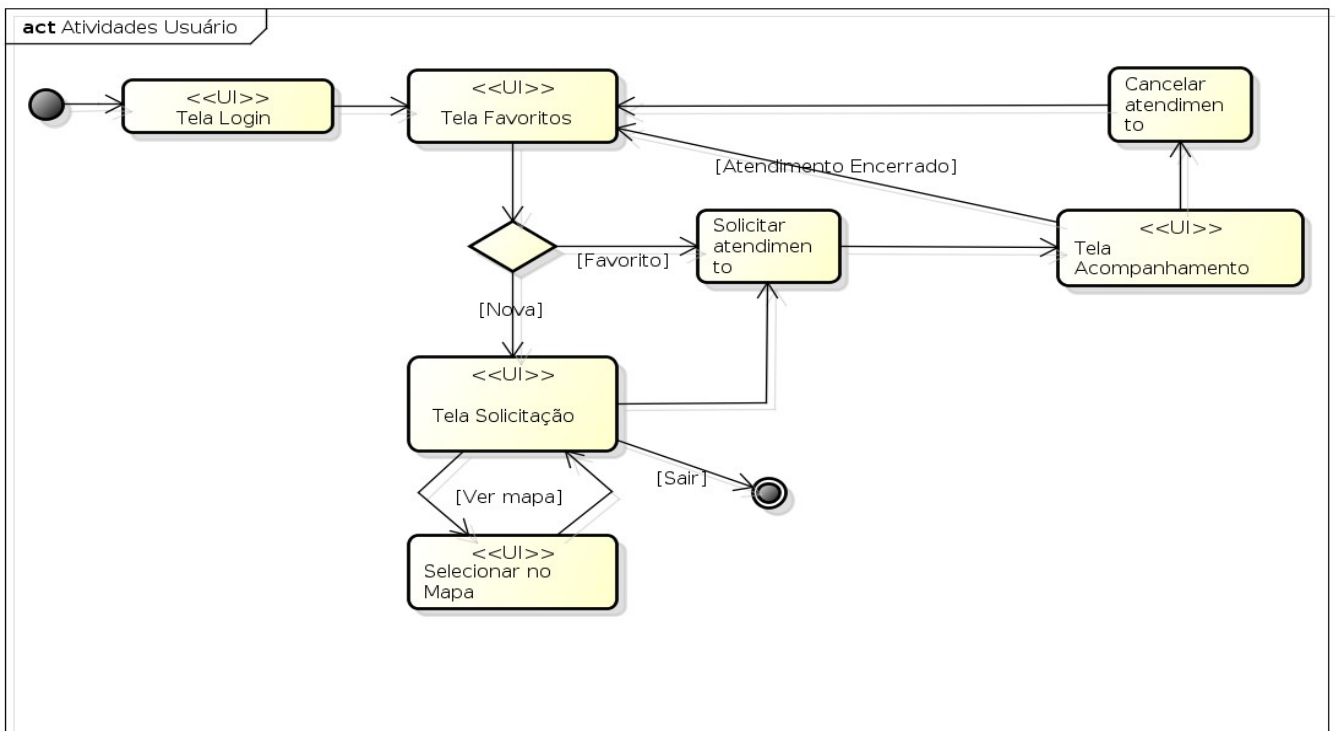 act Atividades Usuário
<<UI>>
Tela Login
<<UI>>
Tela Favoritos
Cancelar
atendimen
to
[Atendimento Encerrado]
[Favorito]
Solicitar
atendimen
to
<<UI>>
Tela
Acompanhamento
[Nova]
<<UI>>
Tela Solicitação
[Sair]
[Ver mapa]
<<UI>>
Selecionar no
Mapa